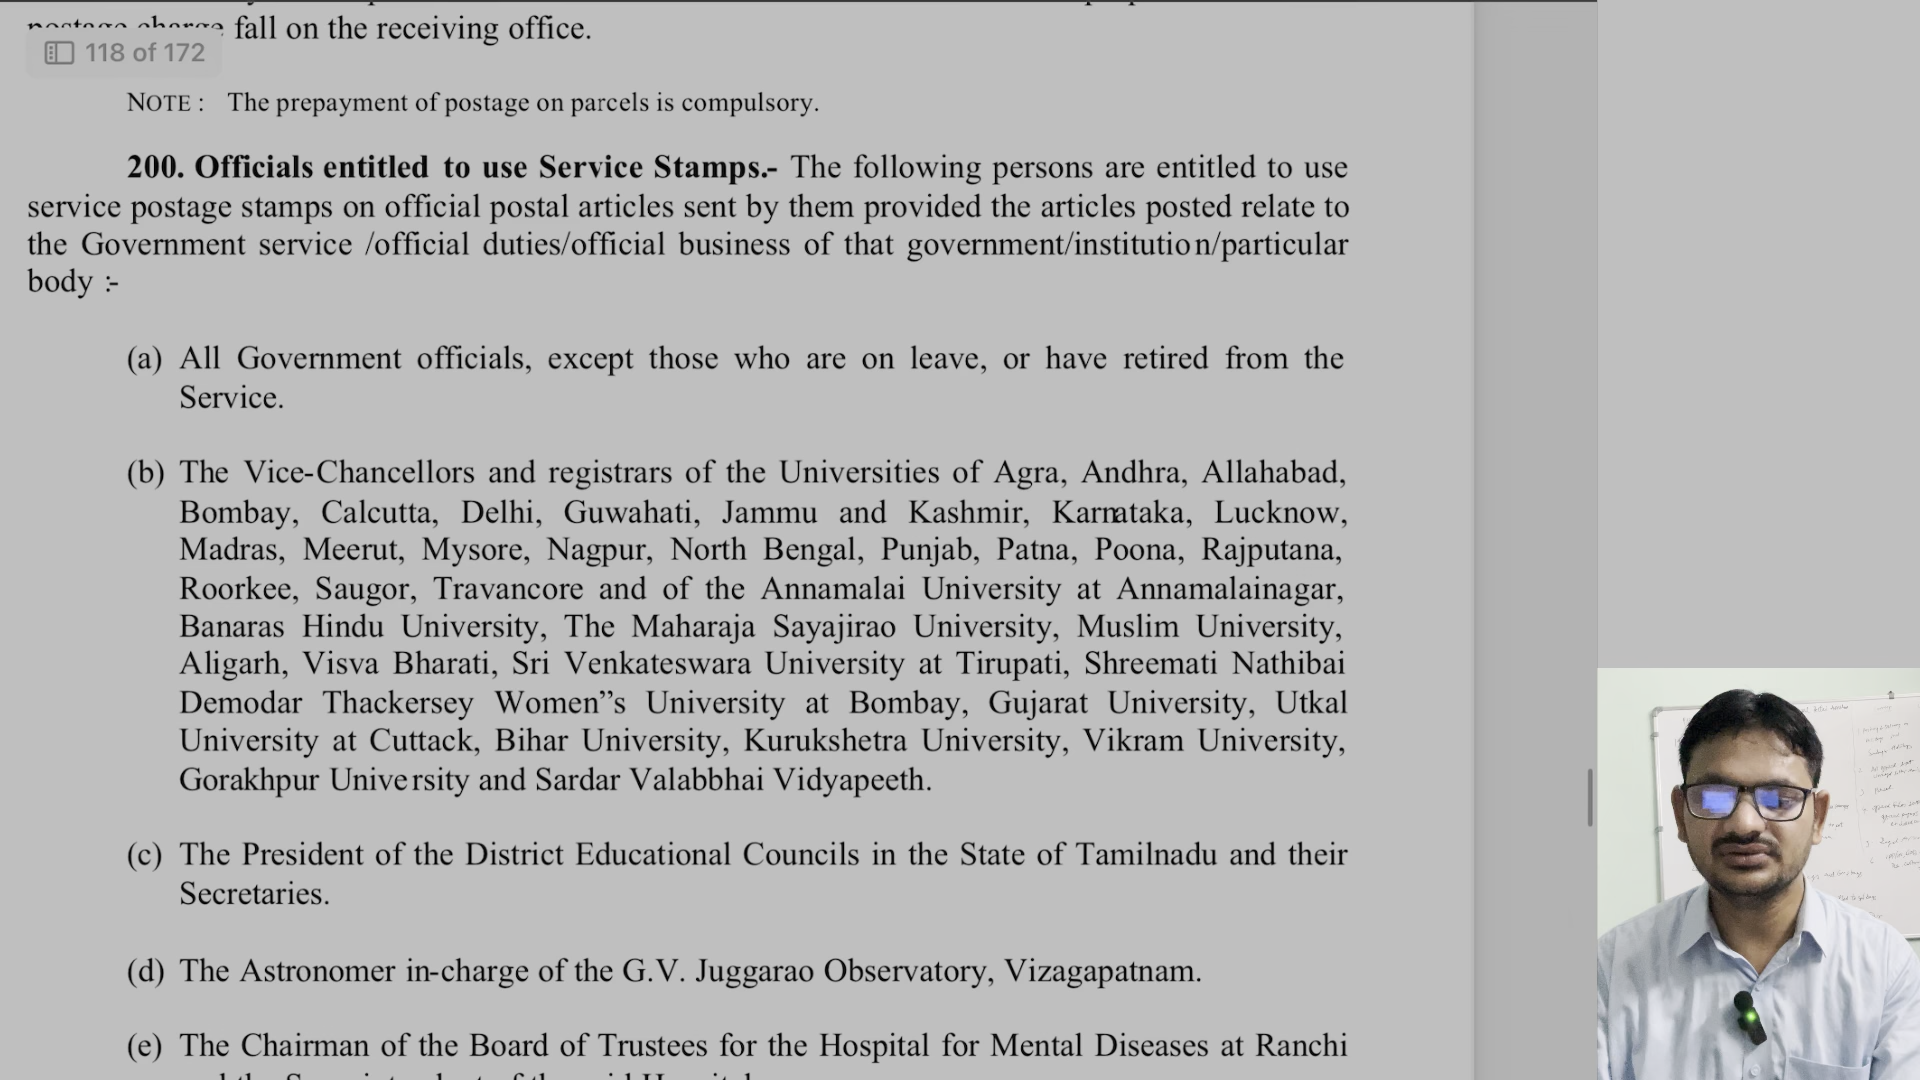 fall on the receiving office.
118 of 172
NOTE : The prepayment of postage on parcels is compulsory.
200. Officials entitled to use Service Stamps.- The following persons are entitled to use
service postage stamps on official postal articles sent by them provided the articles posted relate to
the Government service /official duties/official business of that government/institution/particular
body :-
(a) All Government officials, except those who are on leave, or have retired from the
Service.
(b) The Vice-Chancellors and registrars of the Universities of Agra, Andhra, Allahabad,
Bombay, Calcutta, Delhi, Guwahati, Jammu and Kashmir, Karnataka, Lucknow,
Madras, Meerut, Mysore, Nagpur, North Bengal, Punjab, Patna, Poona, Rajputana,
Roorkee, Saugor, Travancore and of the Annamalai University at Annamalainagar,
Banaras Hindu University, The Maharaja Sayajirao University, Muslim University,
Aligarh, Visva Bharati, Sri Venkateswara University at Tirupati, Shreemati Nathibai
Demodar Thackersey Women”s University at Bombay, Gujarat University, Utkal
University at Cuttack, Bihar University, Kurukshetra University, Vikram University,
Gorakhpur University and Sardar Valabbhai Vidyapeeth.
(c) The President of the District Educational Councils in the State of Tamilnadu and their
Secretaries.
(d) The Astronomer in-charge of the G.V. Juggarao Observatory, Vizagapatnam.
(e) The Chairman of the Board of Trustees for the Hospital for Mental Diseases at Ranchi